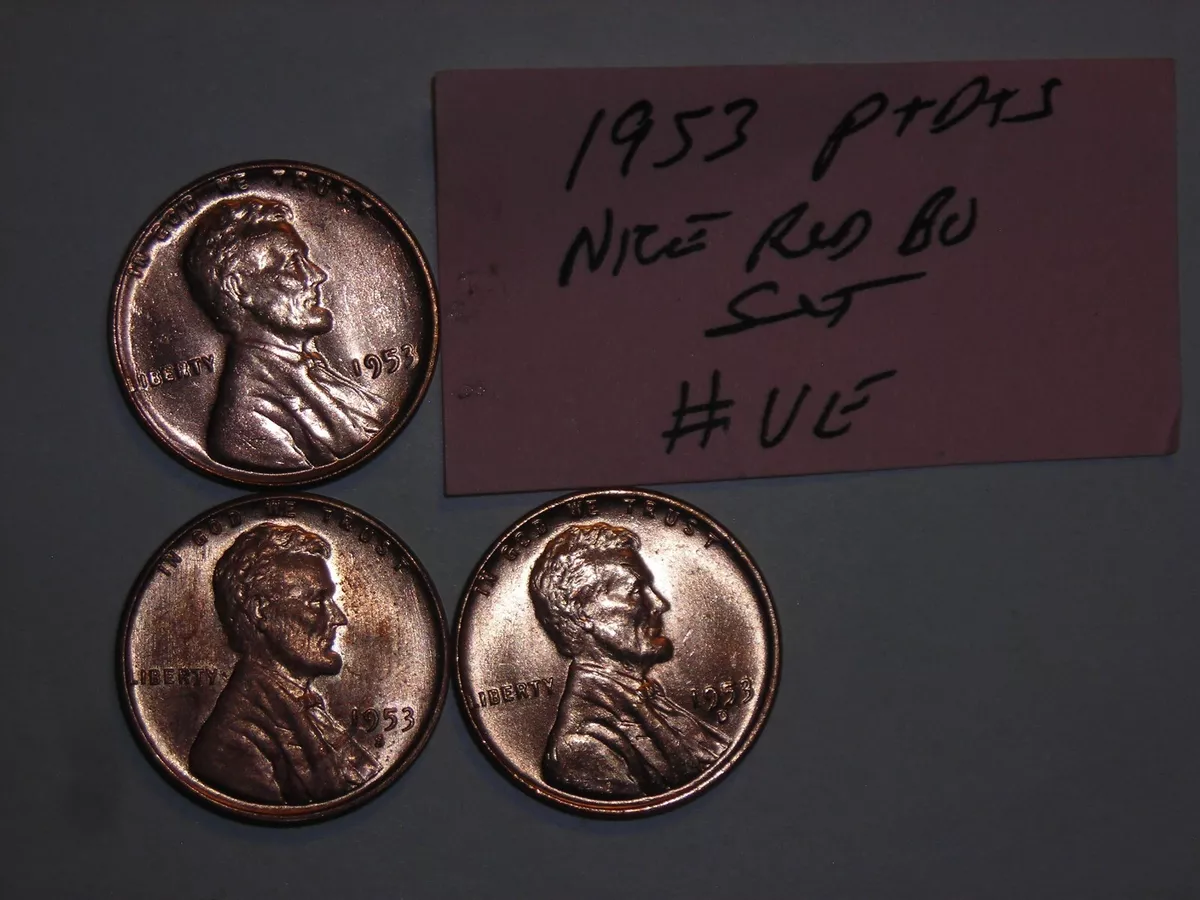 1953 P+D+S
NICE RED BU
SET
#UE
IN GOD WE TRUST
LIBERTY 1953
IN GOD WE TRUST
LIBERTY 1953
S
IN GOD WE TRUST
LIBERTY 1953
D